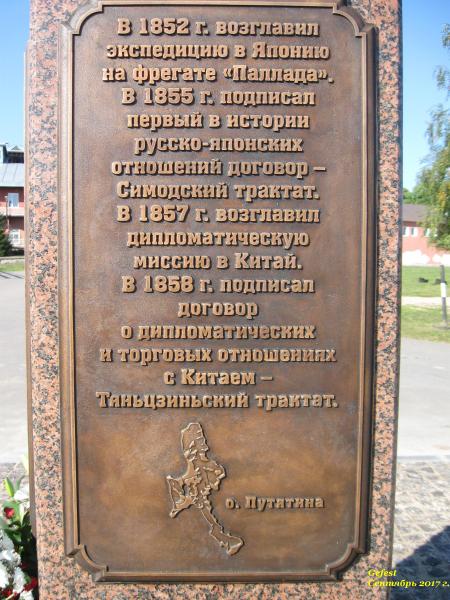 В 1852 г. возглавил
экспедицию в Японию
на фрегате «Паллада».
В 1855 г. подписал
первый в истории
русско-японских
отношений договор –
Симодский трактат.
В 1857 г. возглавил
дипломатическую
миссию в Китай.
В 1858 г. подписал
договор
о дипломатических
и торговых отношениях
с Китаем –
Тяньцзиньский трактат.
о. Путятина
Gefest
Сентябрь 2017 г.